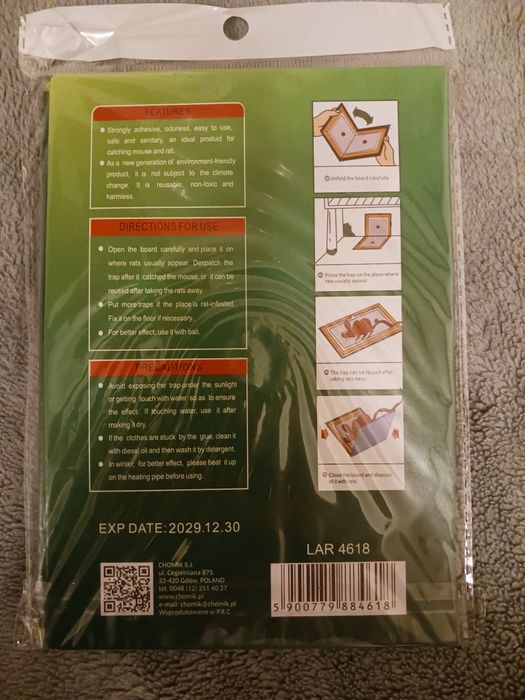 FEATURES
Strongly adhesive, odorless, easy to use,
safe and sanitary, an ideal product for
catching mouse and rat.
As a new generation of environment-friendly
product, it is not subject to the climate
change. It is reusable, non-toxic and
harmless.
DIRECTIONS FOR USE
Open the board carefully and place it on
where rats usually appear. Despatch the
trap after it catched the mouse, or it can be
reused after taking the rats away.
Put more traps if the place is rat-infested.
Fix it on the floor if necessary.
For better effect, use it with bait.
PRECAUTIONS
Avoid exposing the trap under the sunlight
or getting touch with water so as to ensure
the effect. If touching water, use it after
making it dry.
If the clothes are stuck by the glue, clean it
with diesel oil and then wash it by detergent.
In winter, for better effect, please beat it up
on the heating pipe before using.
Unfold the board carefully
Place the trap on the place where
rats usually appear
The trap can be reused after
taking rats away
Close the board and dispose
of it with rats.
EXP DATE: 2029.12.30
LAR 4618
CHOMIK S.J.
ul. Cegielniana 875,
32-420 Gdów, POLAND
tel. 0048 (12) 251 40 27
www.chomik.pl
e-mail: chomik@chomik.pl
Wyprodukowano w P.R.C.
5 900779 884618